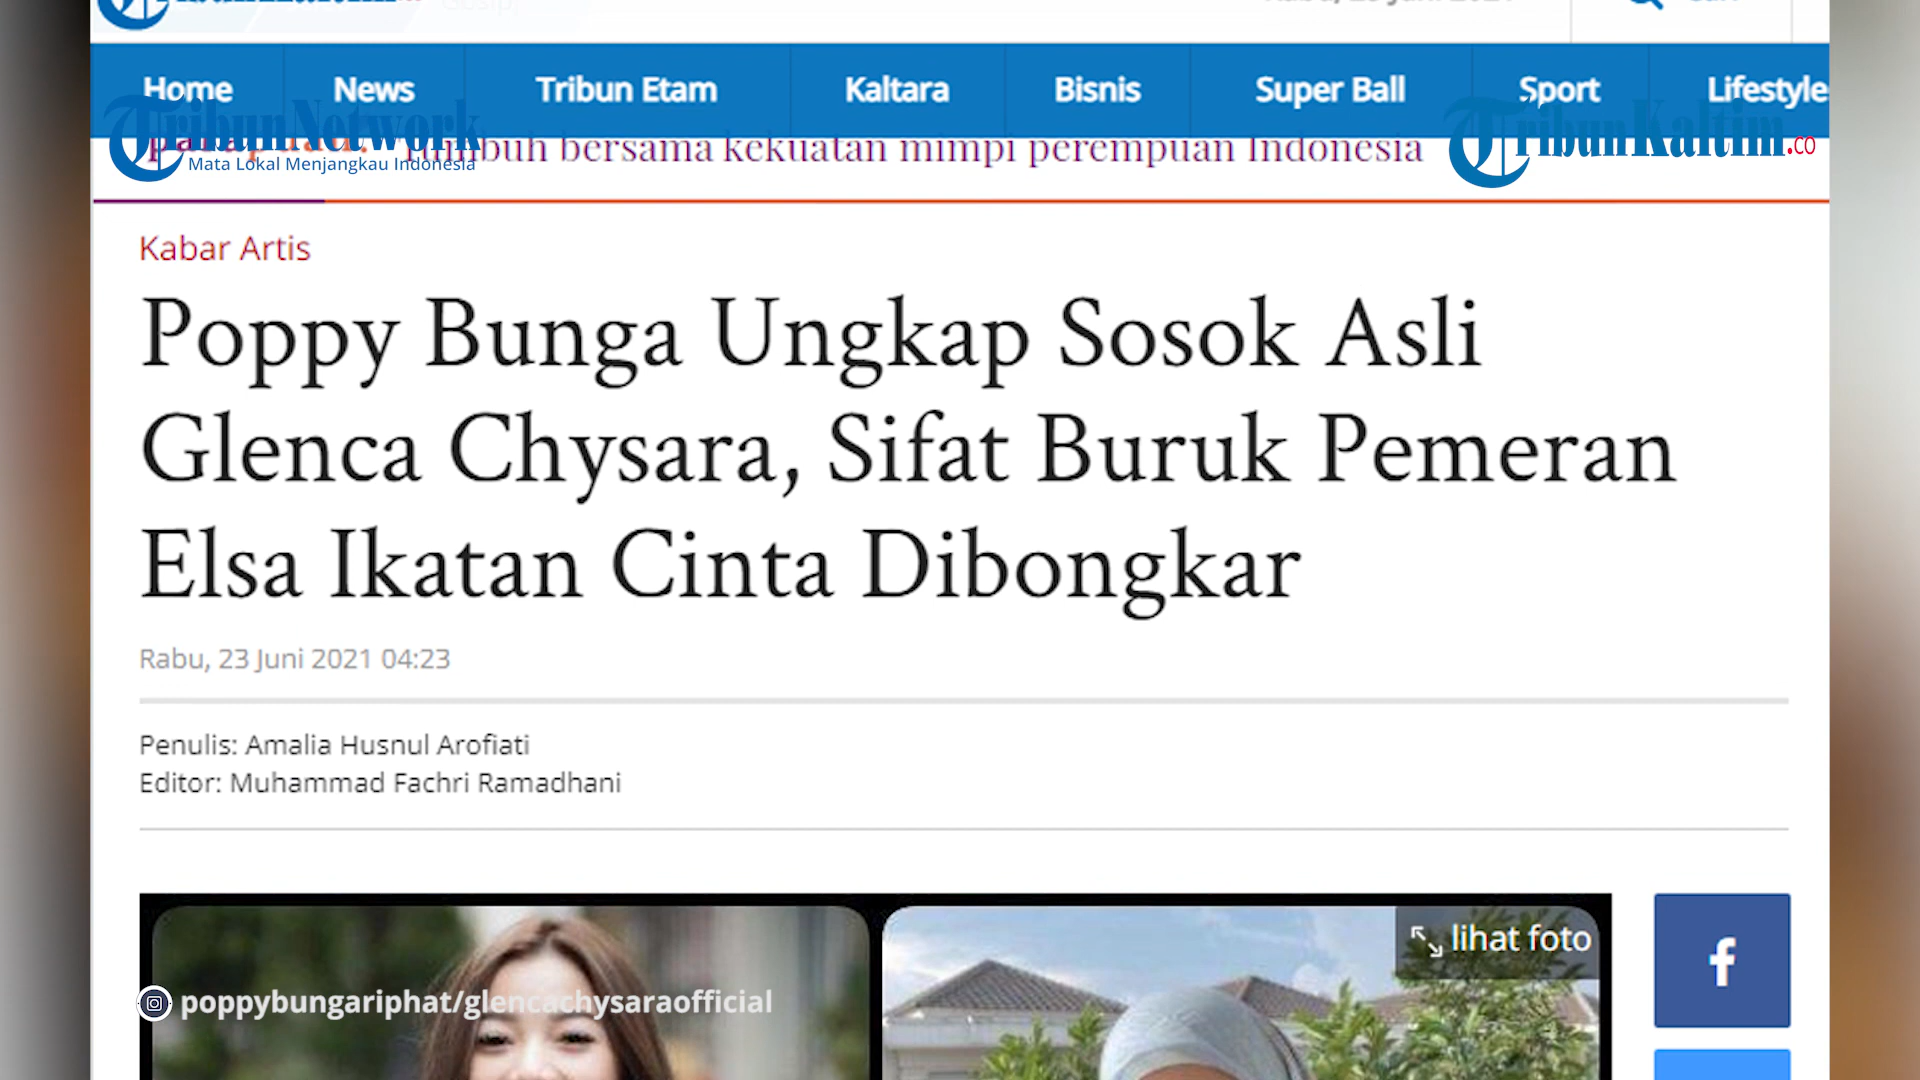 Home News Tribun Etam Kaltara Bisnis Super Ball Sport Lifestyle
TribunNetwork
Mata Lokal Menjangkau Indonesia
bersama kekuatan mimpi perempuan Indonesia
TribunKaltim.co
Kabar Artis
Poppy Bunga Ungkap Sosok Asli
Glenca Chysara, Sifat Buruk Pemeran
Elsa Ikatan Cinta Dibongkar
Rabu, 23 Juni 2021 04:23
Penulis: Amalia Husnul Arofiati
Editor: Muhammad Fachri Ramadhani
lihat foto
f
poppybungariphat/glencachysaraofficial